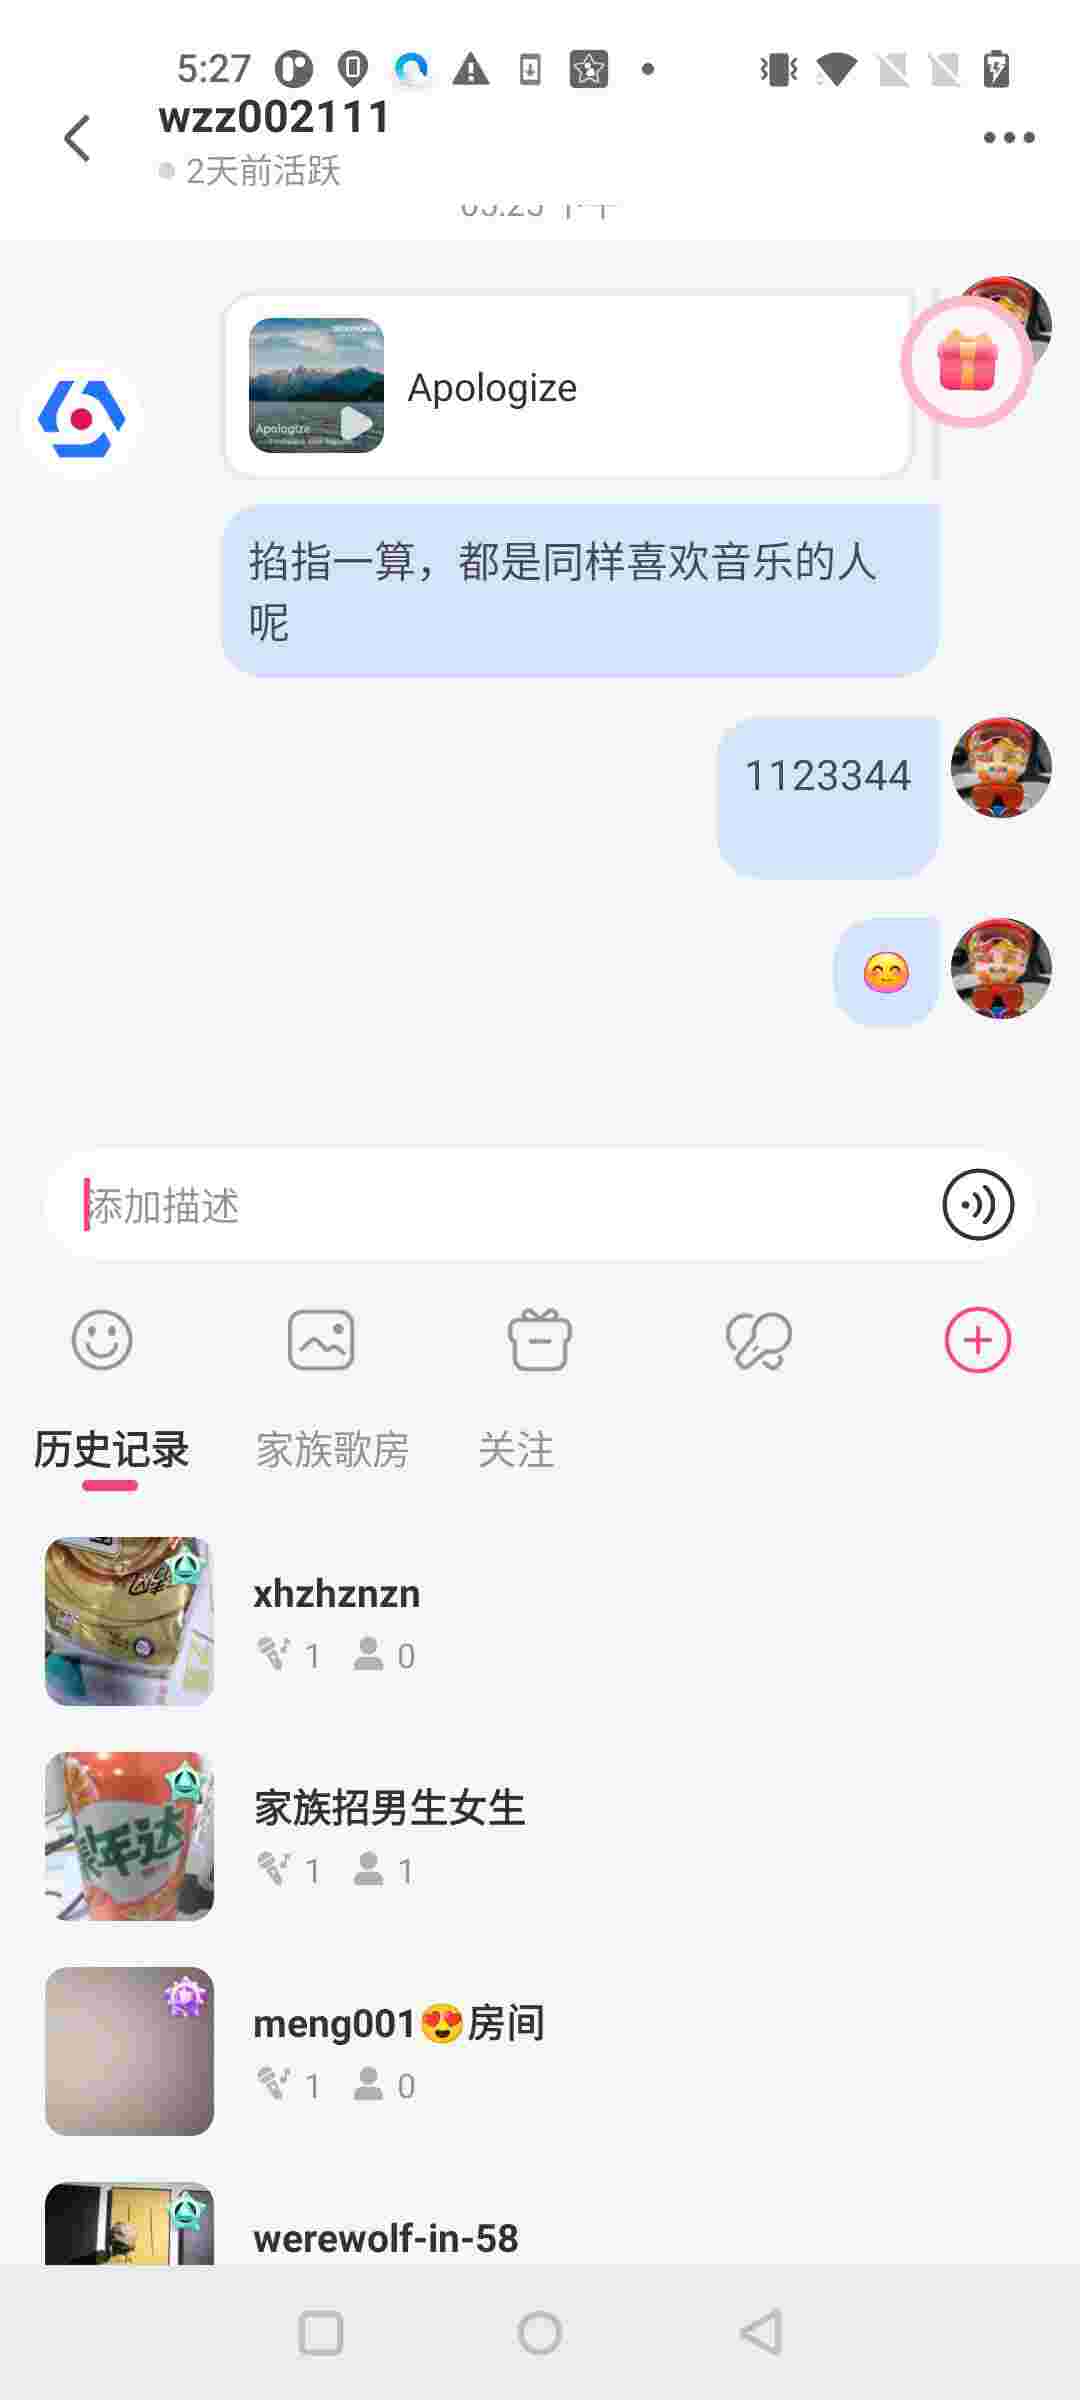 5:27
wzz002111
2天前活跃
Apologize
Apologize
掐指一算，都是同样喜欢音乐的人
呢
1123344
添加描述
历史记录 家族歌房 关注
xhzhznzn
1 0
家族招男生女生
1 1
meng001😍房间
1 0
werewolf-in-58